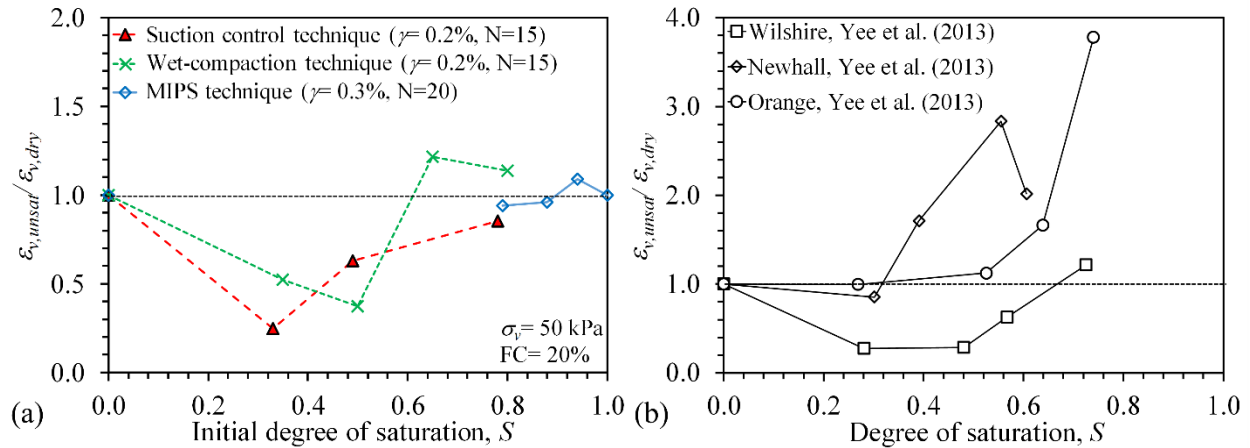 Suction control technique (γ= 0.2%, N=15)
Wet-compaction technique (γ= 0.2%, N=15)
MIPS technique (γ= 0.3%, N=20)
2.0
1.5
1.0
0.5
0.0
εv,unsat/ εv,dry
σv= 50 kPa
FC= 20%
0.0 0.2 0.4 0.6 0.8 1.0
Initial degree of saturation, S
(a)
Wilshire, Yee et al. (2013)
Newhall, Yee et al. (2013)
Orange, Yee et al. (2013)
4.0
3.0
2.0
1.0
0.0
εv,unsat/ εv,dry
0.0 0.2 0.4 0.6 0.8 1.0
Degree of saturation, S
(b)